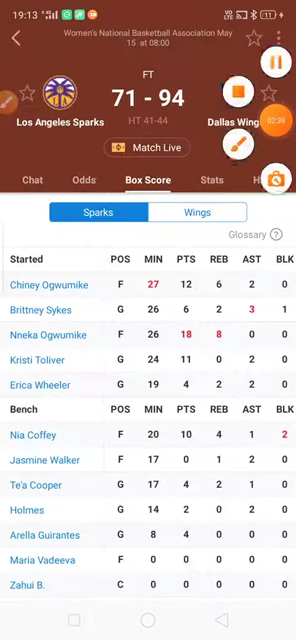 19:13 4G 11
Women's National Basketball Association May
15 at 08:00
FT
71 - 94
02:39
Los Angeles Sparks HT 41-44 Dallas Wing
Match Live
Chat Odds Box Score Stats H
Sparks Wings
Glossary ?
Started POS MIN PTS REB AST BLK
Chiney Ogwumike F 27 12 6 2 0
Brittney Sykes G 26 6 2 3 1
Nneka Ogwumike F 26 18 8 0 0
Kristi Toliver G 24 11 0 2 0
Erica Wheeler G 19 4 2 2 0
Bench POS MIN PTS REB AST BLK
Nia Coffey F 20 10 4 1 2
Jasmine Walker F 17 0 1 2 0
Te'a Cooper G 17 4 2 1 0
Holmes G 14 2 0 2 0
Arella Guirantes G 8 4 0 0 0
Maria Vadeeva F 0 0 0 0 0
Zahui B. C 0 0 0 0 0